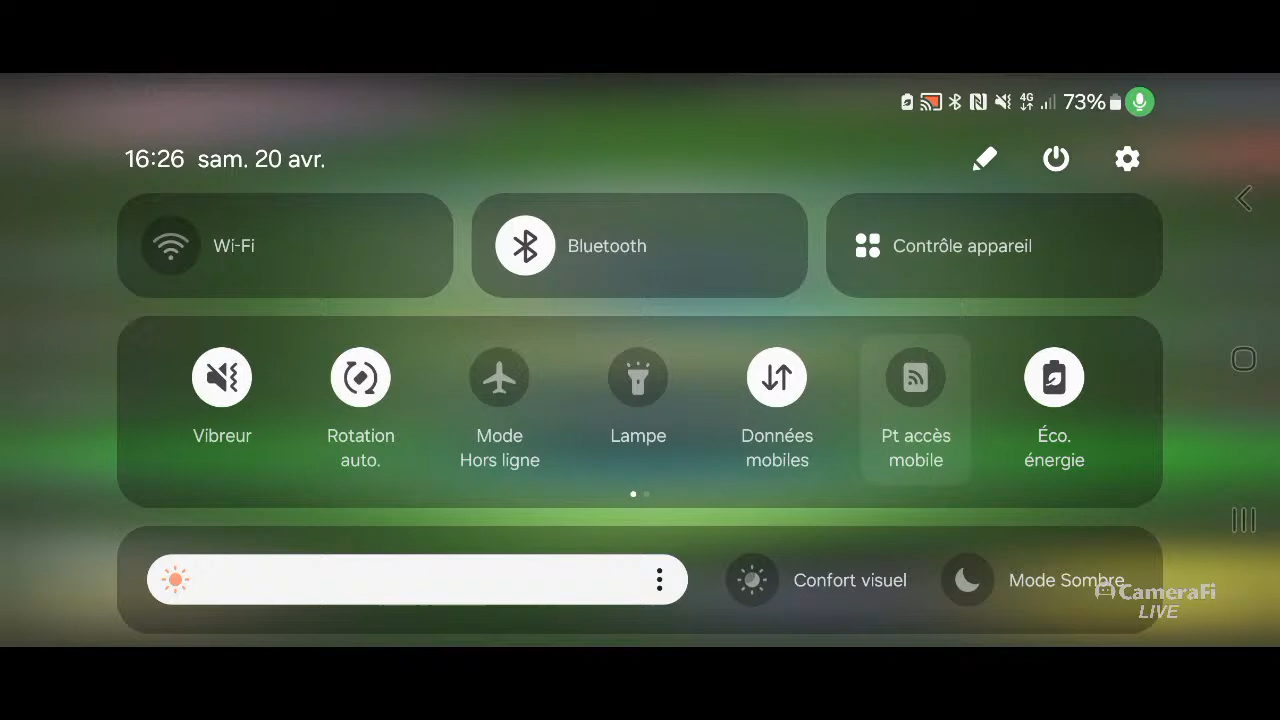 4G 73%
16:26 sam. 20 avr.
Wi-Fi Bluetooth Contrôle appareil
Vibreur Rotation Mode Lampe Données Pt accès Éco.
auto. Hors ligne mobiles mobile énergie
Confort visuel Mode Sombre
CameraFi
LIVE